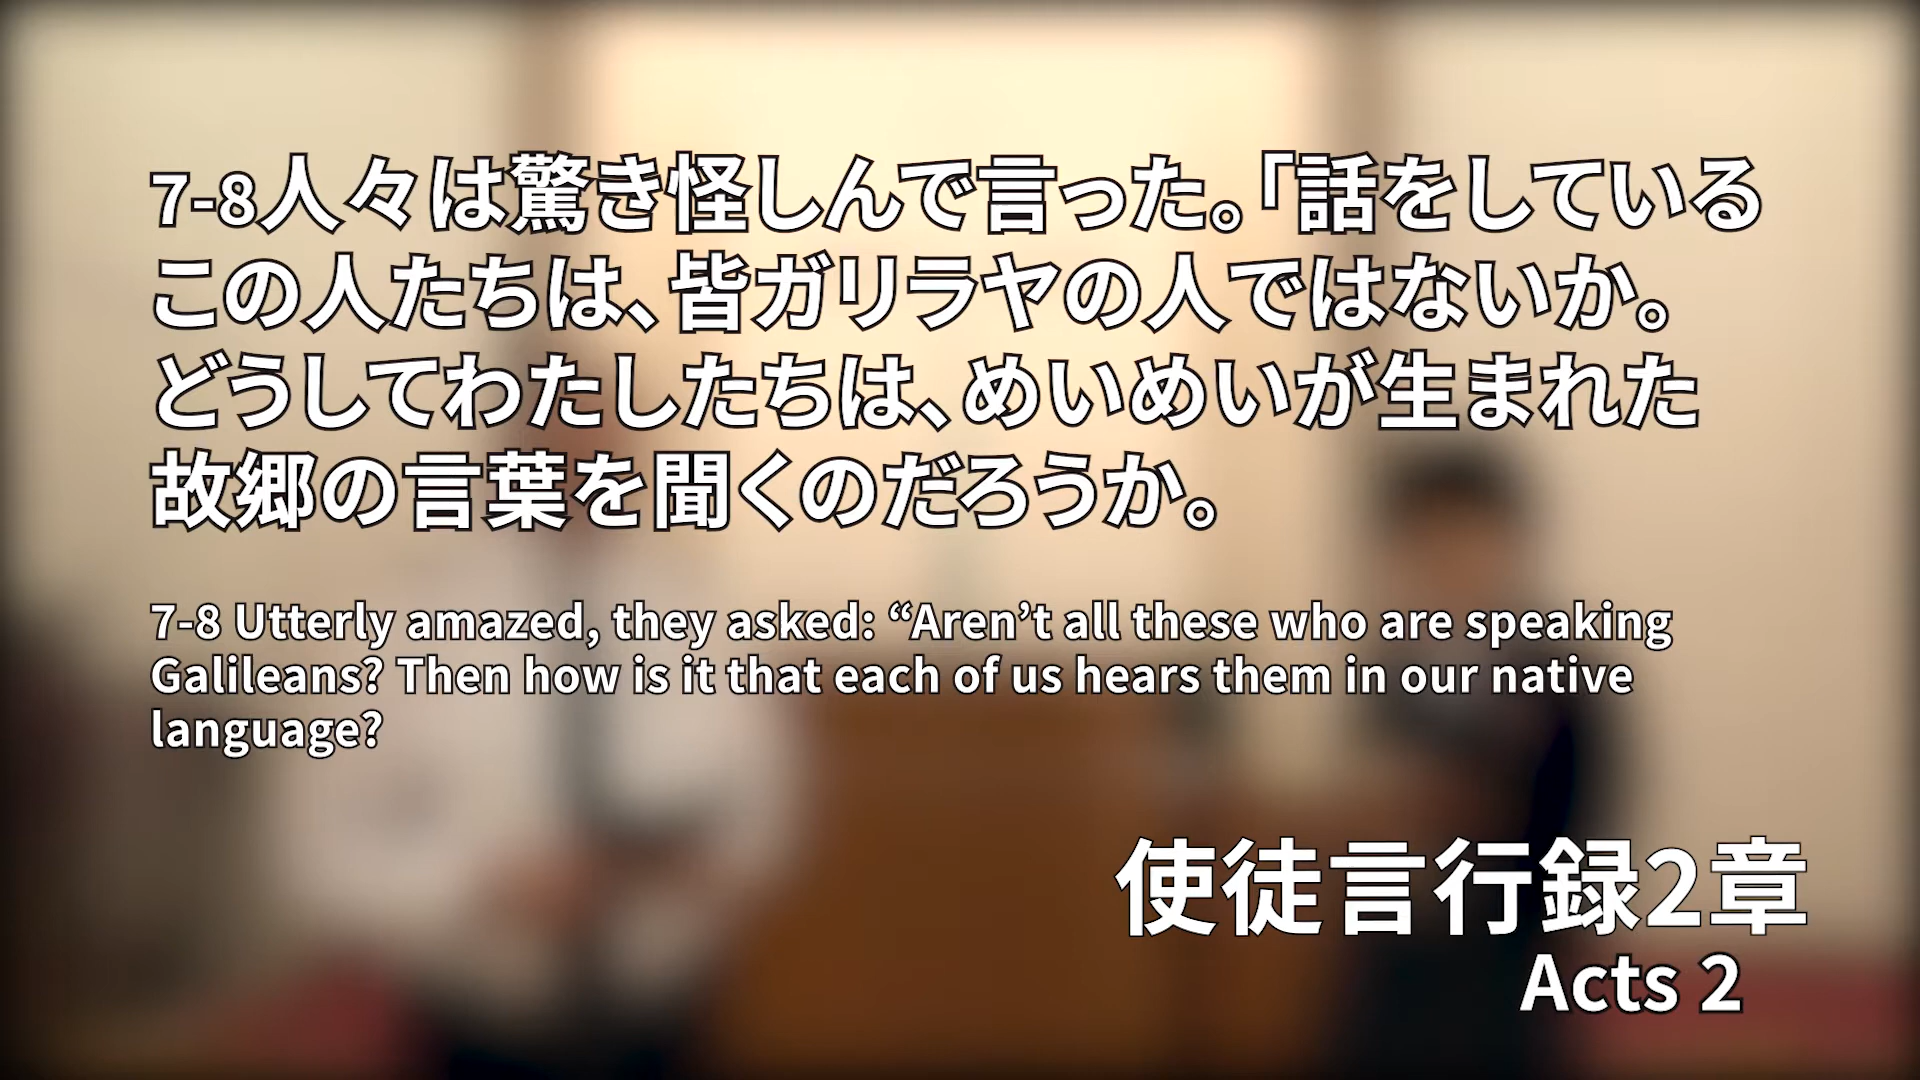 7-8人々は驚き怪しんで言った。「話をしている
この人たちは、皆ガリラヤの人ではないか。
どうしてわたしたちは、めいめいが生まれた
故郷の言葉を聞くのだろうか。
7-8 Utterly amazed, they asked: “Aren’t all these who are speaking
Galileans? Then how is it that each of us hears them in our native
language?
使徒言行録2章
Acts 2